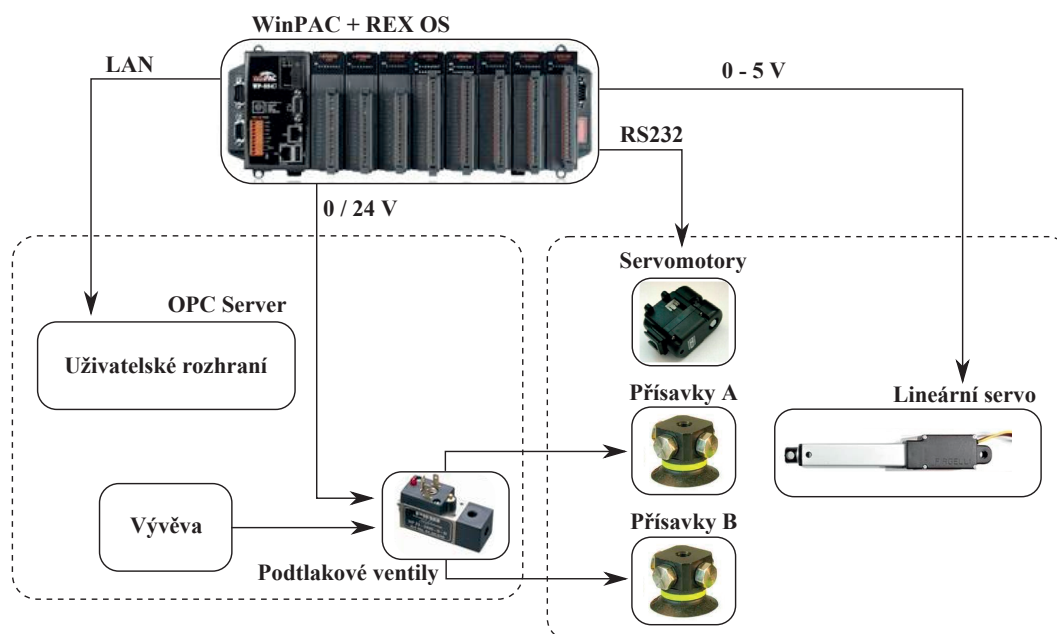 WinPAC + REX OS
LAN
0 - 5 V
RS232
0 / 24 V
Servomotory
OPC Server
Uživatelské rozhraní
Přísavky A
Lineární servo
Vývěva
Přísavky B
Podtlakové ventily